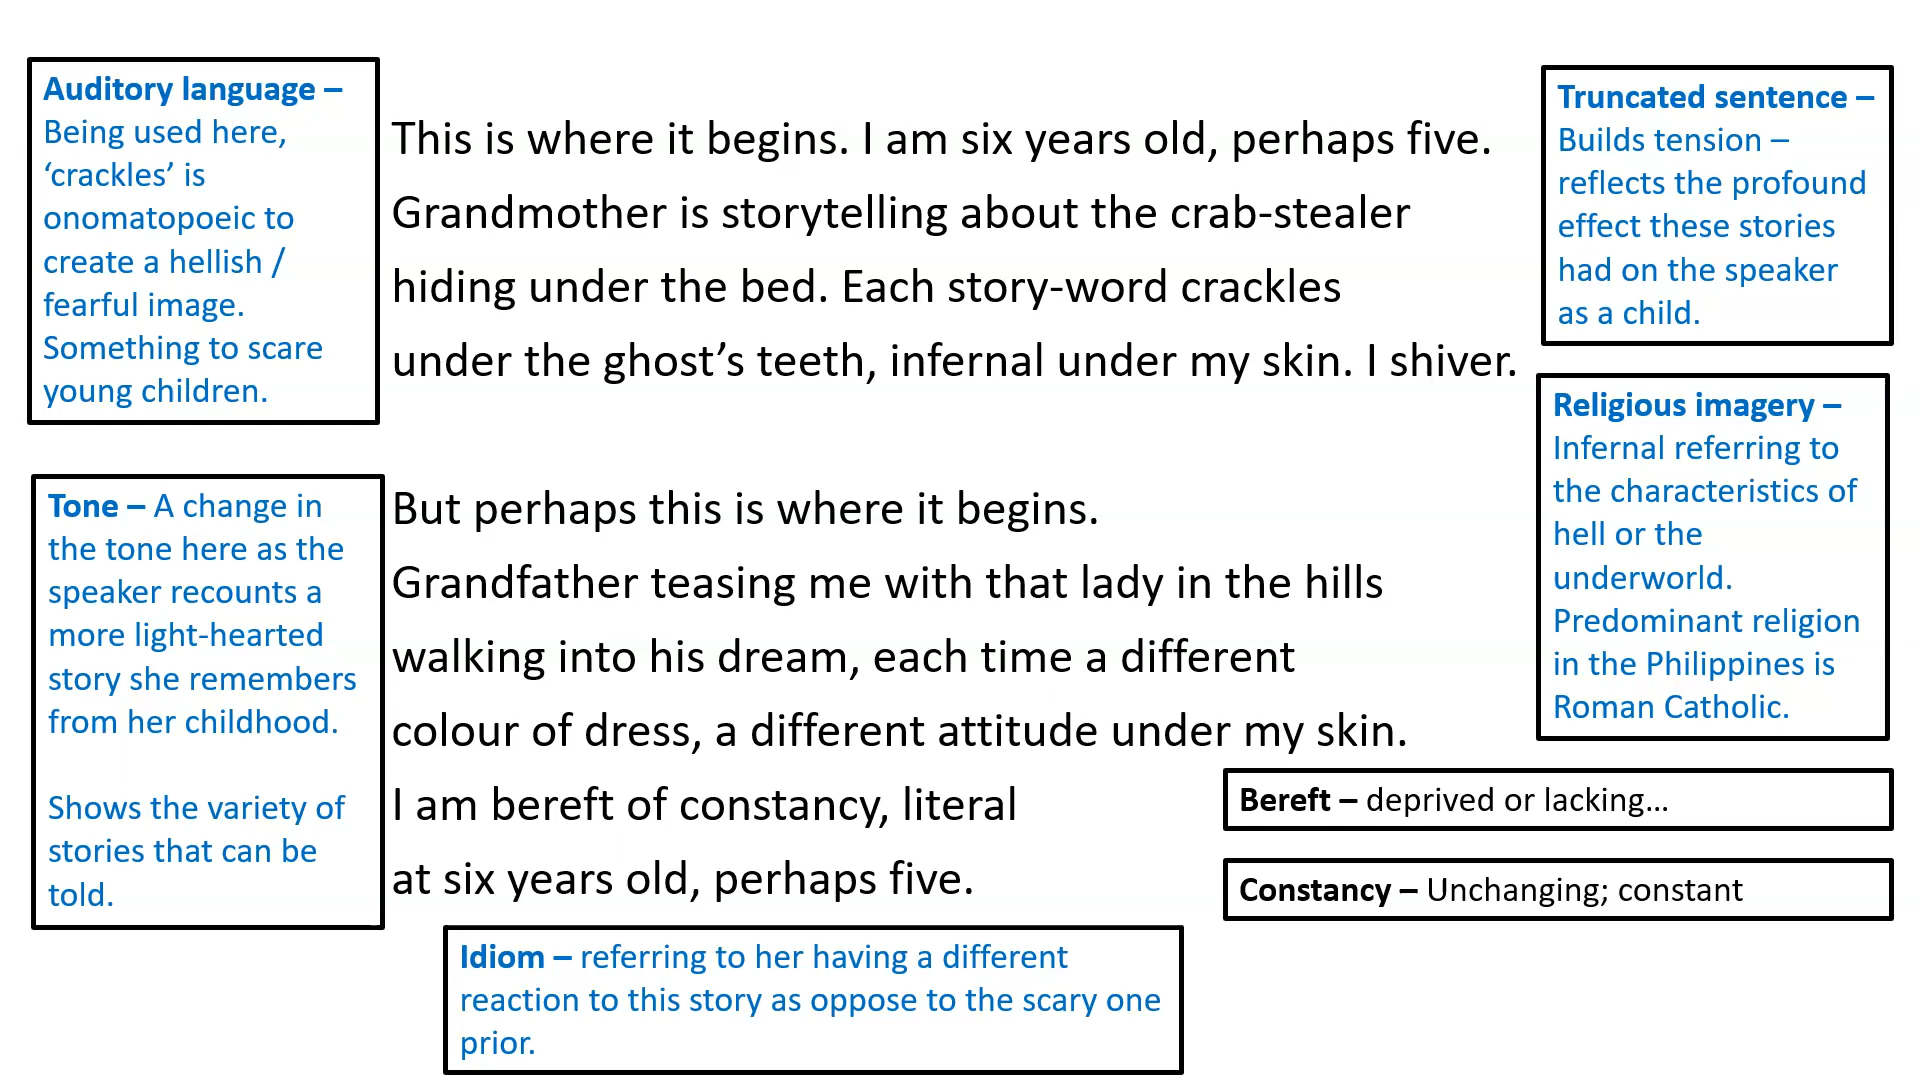 Auditory language –
Being used here,
‘crackles’ is
onomatopoeic to
create a hellish /
fearful image.
Something to scare
young children.
This is where it begins. I am six years old, perhaps five.
Grandmother is storytelling about the crab-stealer
hiding under the bed. Each story-word crackles
under the ghost’s teeth, infernal under my skin. I shiver.
Truncated sentence –
Builds tension –
reflects the profound
effect these stories
had on the speaker
as a child.
Religious imagery –
Infernal referring to
the characteristics of
hell or the
underworld.
Predominant religion
in the Philippines is
Roman Catholic.
Tone – A change in
the tone here as the
speaker recounts a
more light-hearted
story she remembers
from her childhood.
Shows the variety of
stories that can be
told.
But perhaps this is where it begins.
Grandfather teasing me with that lady in the hills
walking into his dream, each time a different
colour of dress, a different attitude under my skin.
I am bereft of constancy, literal
at six years old, perhaps five.
Bereft – deprived or lacking…
Constancy – Unchanging; constant
Idiom – referring to her having a different
reaction to this story as oppose to the scary one
prior.